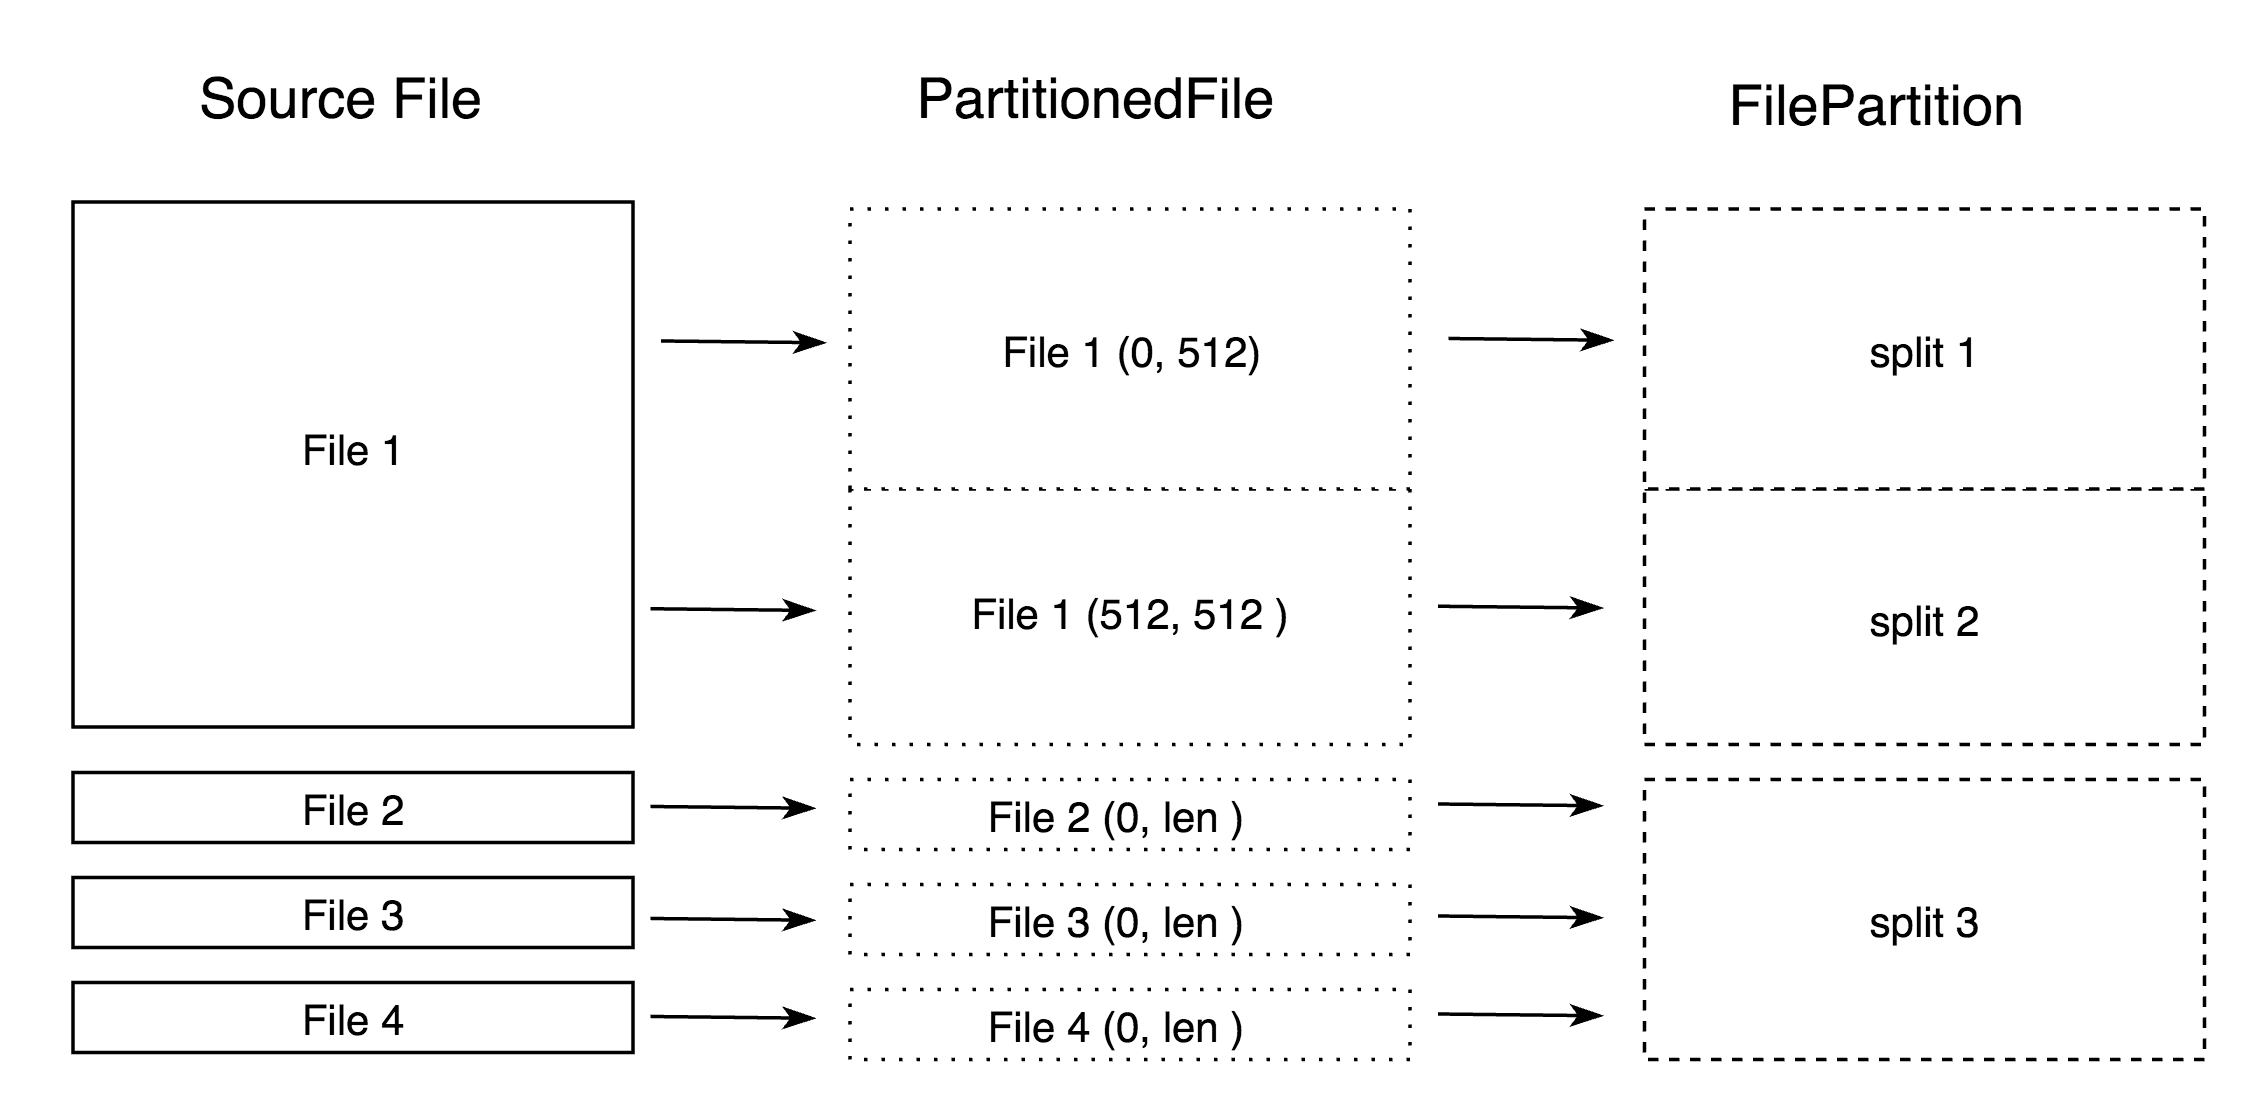 Source File
PartitionedFile
FilePartition
File 1
File 1 (0, 512)
split 1
File 1 (512, 512 )
split 2
File 2
File 2 (0, len )
File 3
File 3 (0, len )
split 3
File 4
File 4 (0, len )